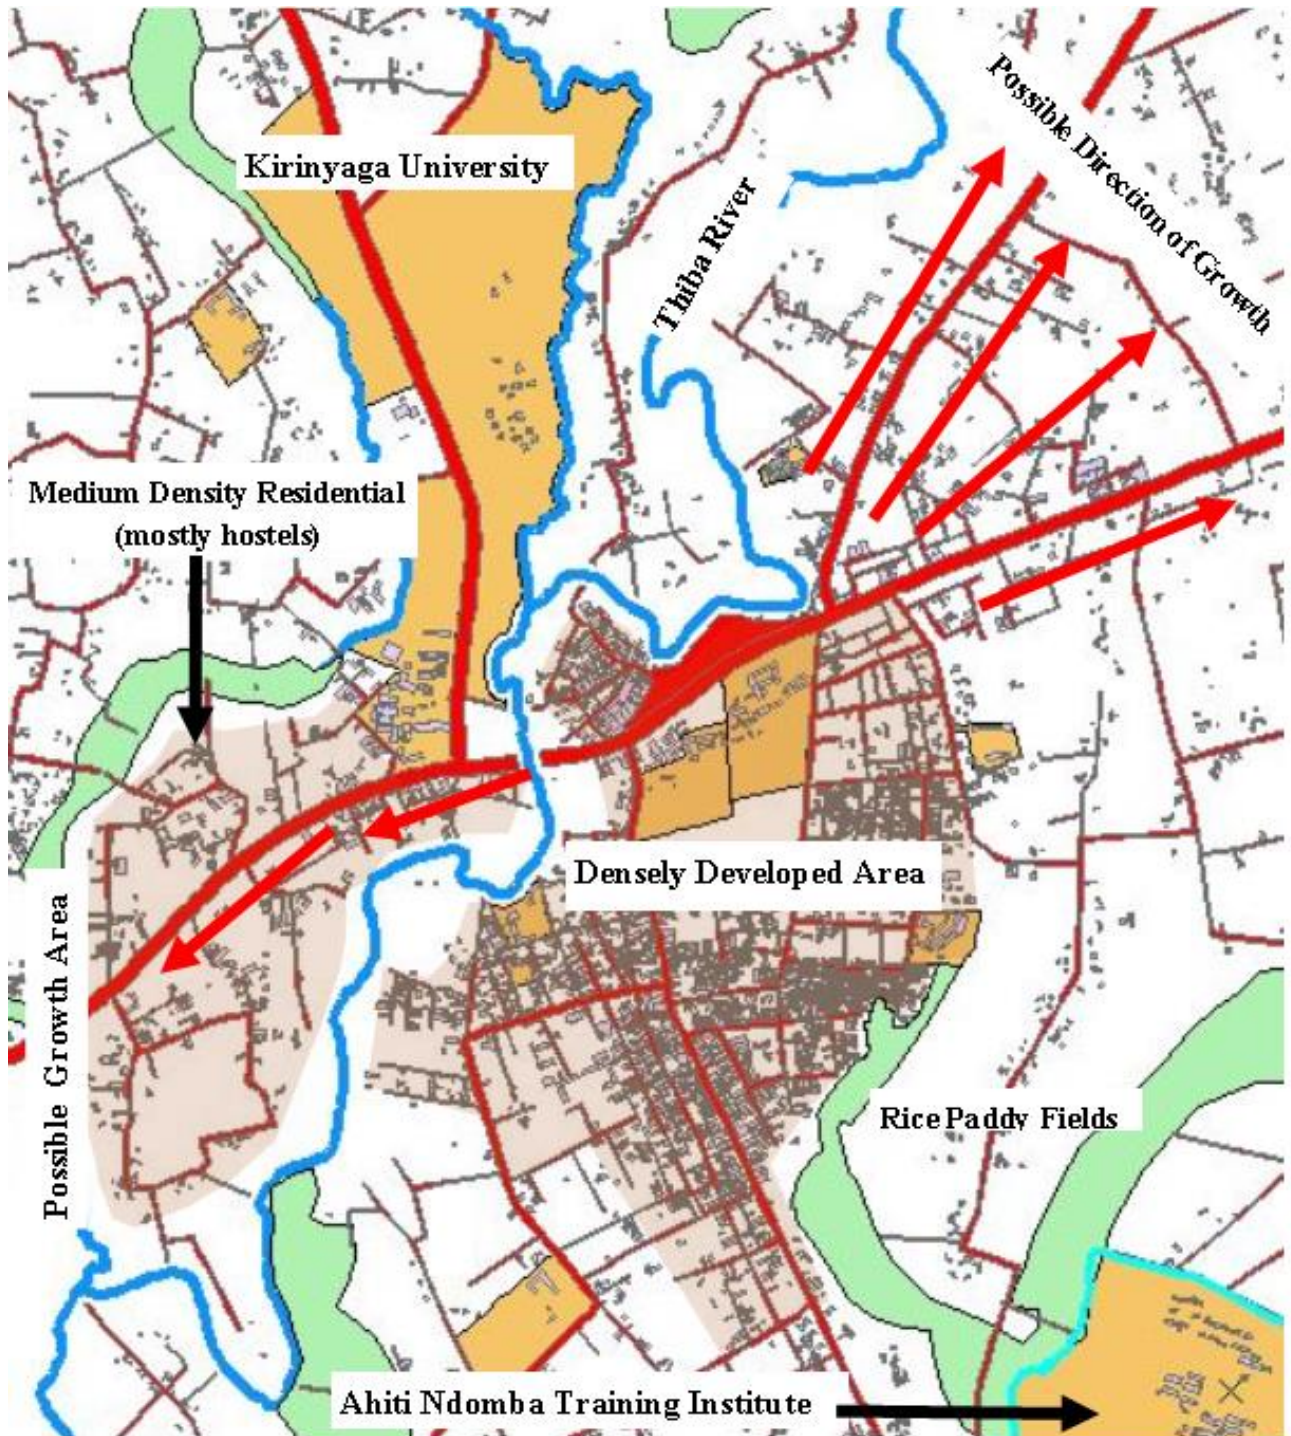 Kirinyaga University
Possible Direction of Growth
Thiba River
Medium Density Residential
(mostly hostels)
Densely Developed Area
Possible Growth Area
Rice Paddy Fields
Ahiti Ndomba Training Institute